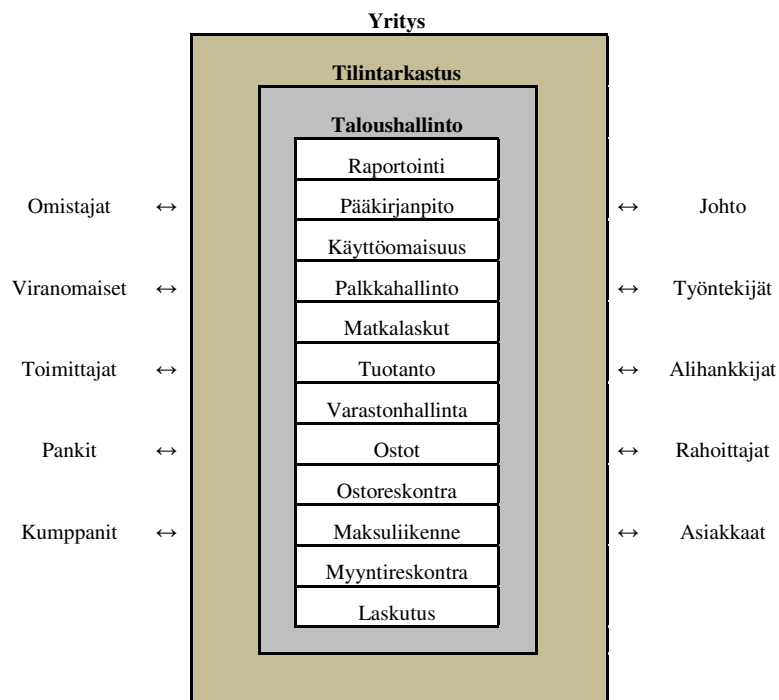 Yritys
Tilintarkastus
Taloushallinto
Raportointi
Omistajat ↔ Pääkirjanpito ↔ Johto
Käyttöomaisuus
Viranomaiset ↔ Palkkahallinto ↔ Työntekijät
Matkalaskut
Toimittajat ↔ Tuotanto ↔ Alihankkijat
Varastonhallinta
Pankit ↔ Ostot ↔ Rahoittajat
Ostoreskontra
Kumppanit ↔ Maksuliikenne ↔ Asiakkaat
Myyntireskontra
Laskutus